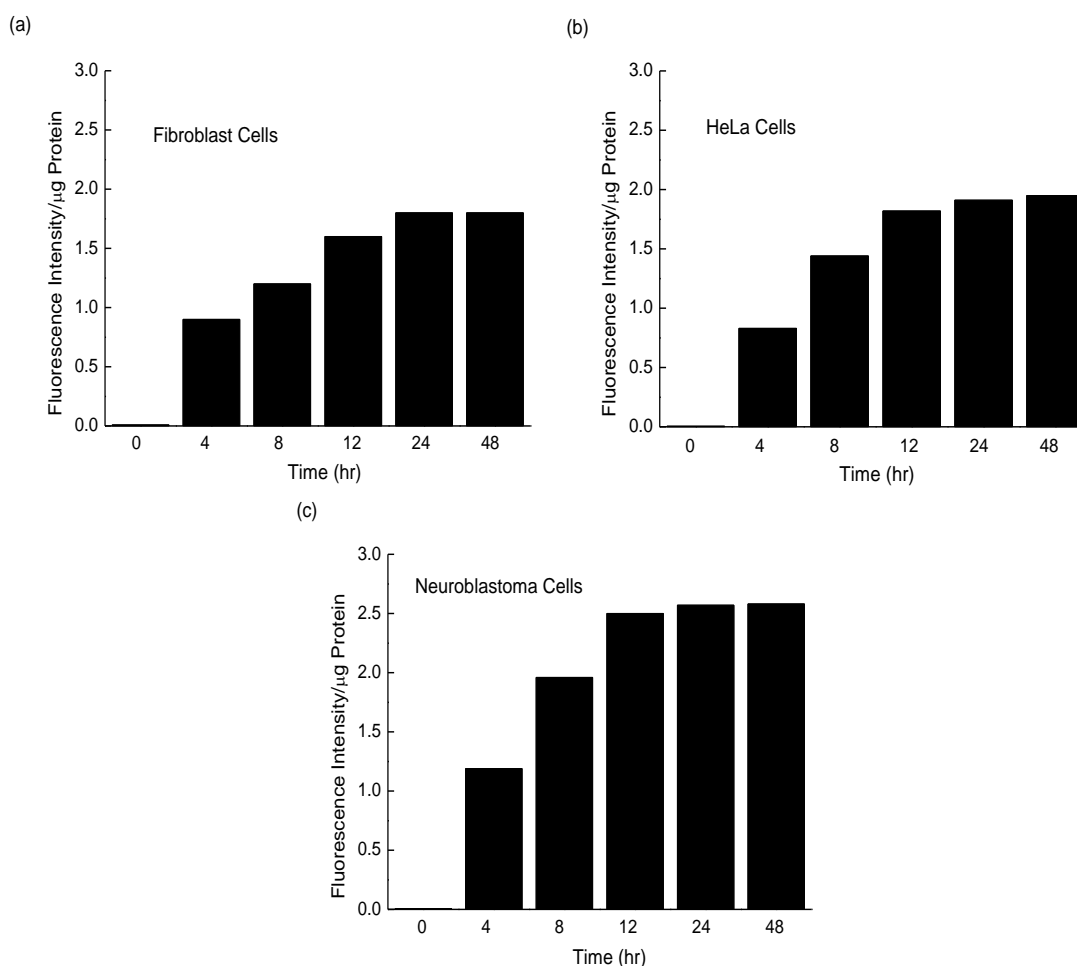 (a)
Fibroblast Cells
Fluorescence Intensity/μg Protein
3.0
2.5
2.0
1.5
1.0
0.5
0.0
0 4 8 12 24 48
Time (hr)
(b)
HeLa Cells
Fluorescence Intensity/μg Protein
3.0
2.5
2.0
1.5
1.0
0.5
0.0
0 4 8 12 24 48
Time (hr)
(c)
Neuroblastoma Cells
Fluorescence Intensity/μg Protein
3.0
2.5
2.0
1.5
1.0
0.5
0.0
0 4 8 12 24 48
Time (hr)